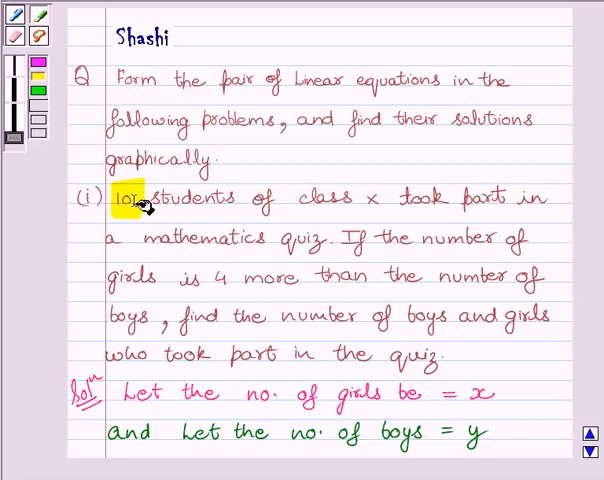 Shashi
Q Form the pair of Linear equations in the
following problems, and find their solutions
graphically.
(i) 10 students of class x took part in
a mathematics quiz. If the number of
girls is 4 more than the number of
boys, find the number of boys and girls
who took part in the quiz.
Solⁿ Let the no. of girls be = x
and Let the no. of boys = y